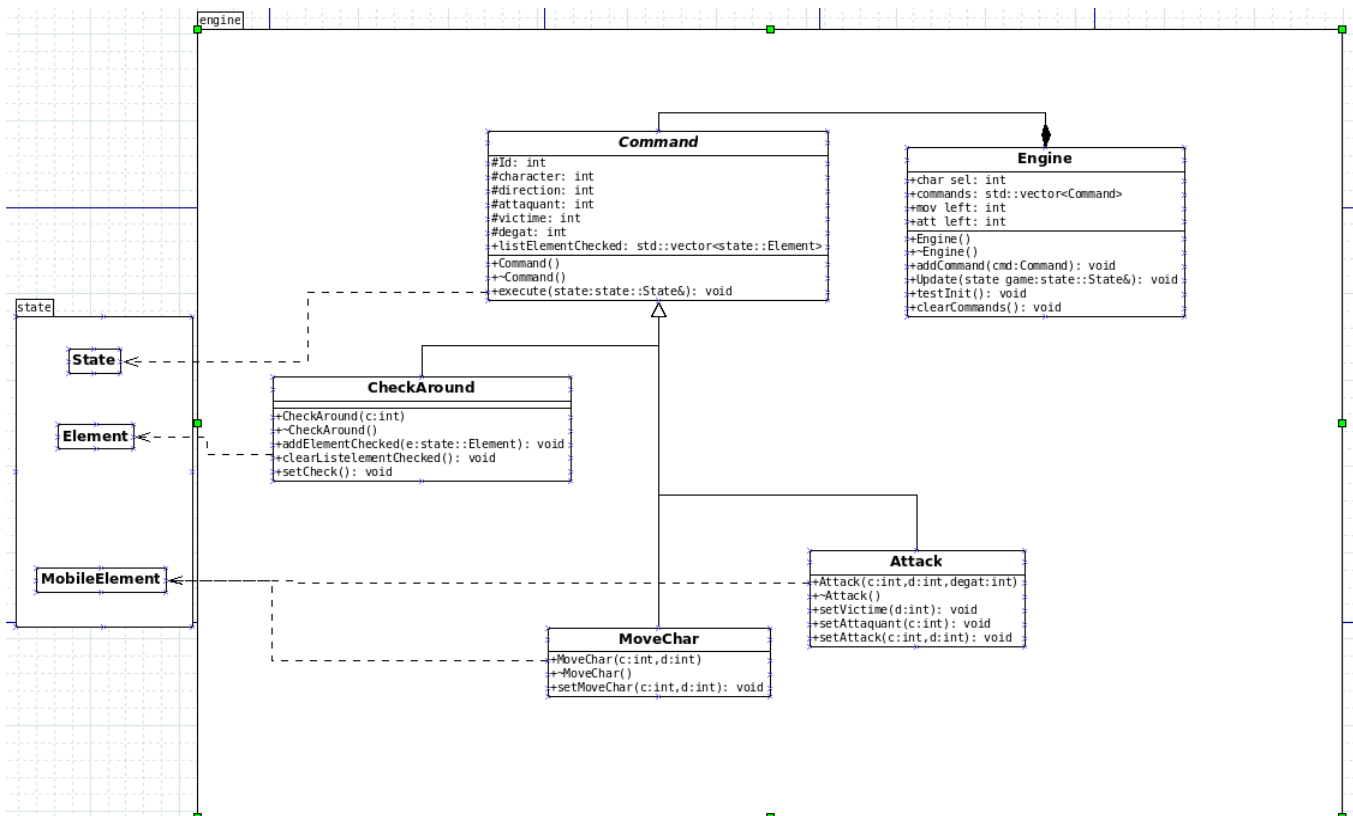 engine
Command
#Id: int
#character: int
#direction: int
#attaquant: int
#victime: int
#degat: int
+listElementChecked: std::vector<state::Element>
+Command()
+~Command()
+execute(state:state::State&): void
Engine
+char sel: int
+commands: std::vector<Command>
+mov left: int
+att left: int
+Engine()
+~Engine()
+addCommand(cmd:Command): void
+Update(state game:state::State&): void
+testInit(): void
+clearCommands(): void
state
State
Element
MobileElement
CheckAround
+CheckAround(c:int)
+~CheckAround()
+addElementChecked(e:state::Element): void
+clearListelementChecked(): void
+setCheck(): void
Attack
+Attack(c:int,d:int,degat:int)
+~Attack()
+setVictime(d:int): void
+setAttaquant(c:int): void
+setAttack(c:int,d:int): void
MoveChar
+MoveChar(c:int,d:int)
+~MoveChar()
+setMoveChar(c:int,d:int): void